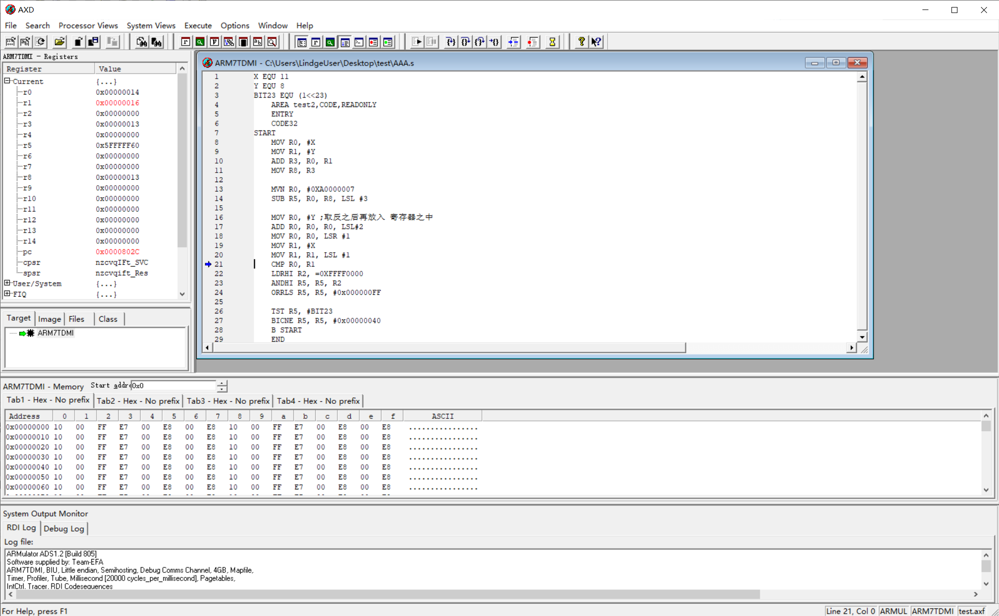 AXD
File Search Processor Views System Views Execute Options Window Help
ARM7TDMI - Registers
Register Value
Current {...}
r0 0x00000014
r1 0x00000016
r2 0x00000000
r3 0x00000013
r4 0x00000000
r5 0x5FFFFF60
r6 0x00000000
r7 0x00000000
r8 0x00000013
r9 0x00000000
r10 0x00000000
r11 0x00000000
r12 0x00000000
r13 0x00000000
r14 0x00000000
pc 0x0000802C
cpsr nzcvqIFt_SVC
spsr nzcvqift_Res
User/System {...}
FIQ {...}
Target Image Files Class
ARM7TDMI
ARM7TDMI - C:\Users\LindgeUser\Desktop\test\AAA.s
1 X EQU 11
2 Y EQU 8
3 BIT23 EQU (1<<23)
4 AREA test2,CODE,READONLY
5 ENTRY
6 CODE32
7 START
8 MOV R0, #X
9 MOV R1, #Y
10 ADD R3, R0, R1
11 MOV R8, R3
12
13 MVN R0, #0XA0000007
14 SUB R5, R0, R8, LSL #3
15
16 MOV R0, #Y ;取反之后再放入 寄存器之中
17 ADD R0, R0, R0, LSL#2
18 MOV R0, R0, LSR #1
19 MOV R1, #X
20 MOV R1, R1, LSL #1
21 CMP R0, R1
22 LDRHI R2, =0XFFFF0000
23 ANDHI R5, R5, R2
24 ORRLS R5, R5, #0x000000FF
25
26 TST R5, #BIT23
27 BICNE R5, R5, #0x00000040
28 B START
29 END
ARM7TDMI - Memory Start addre 0x0
Tab1 - Hex - No prefix Tab2 - Hex - No prefix Tab3 - Hex - No prefix Tab4 - Hex - No prefix
Address 0 1 2 3 4 5 6 7 8 9 a b c d e f ASCII
0x00000000 10 00 FF E7 00 E8 00 E8 10 00 FF E7 00 E8 00 E8 ................
0x00000010 10 00 FF E7 00 E8 00 E8 10 00 FF E7 00 E8 00 E8 ................
0x00000020 10 00 FF E7 00 E8 00 E8 10 00 FF E7 00 E8 00 E8 ................
0x00000030 10 00 FF E7 00 E8 00 E8 10 00 FF E7 00 E8 00 E8 ................
0x00000040 10 00 FF E7 00 E8 00 E8 10 00 FF E7 00 E8 00 E8 ................
0x00000050 10 00 FF E7 00 E8 00 E8 10 00 FF E7 00 E8 00 E8 ................
0x00000060 10 00 FF E7 00 E8 00 E8 10 00 FF E7 00 E8 00 E8 ................
System Output Monitor
RDI Log Debug Log
Log file:
ARMulator ADS1.2 [Build 805]
Software supplied by: Team-EFA
ARM7TDMI, BIU, Little endian, Semihosting, Debug Comms Channel, 4GB, Mapfile,
Timer, Profiler, Tube, Millisecond [20000 cycles_per_millisecond], Pagetables,
IntCtrl, Tracer, RDI Codesequences
For Help, press F1
Line 21, Col 0 ARMUL ARM7TDMI test.axf